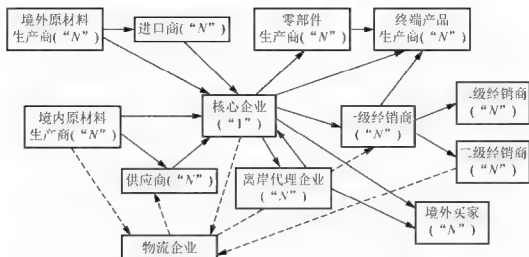 境外原材料
生产商(“N”)
进口商(“N”)
零部件
生产商(“N”)
终端产品
生产商(“N”)
境内原材料
生产商(“N”)
核心企业
(“1”)
一级经销商
(“N”)
二级经销商
(“N”)
二级经销商
(“N”)
供应商(“N”)
离岸代理企业
(“N”)
境外买家
(“N”)
物流企业